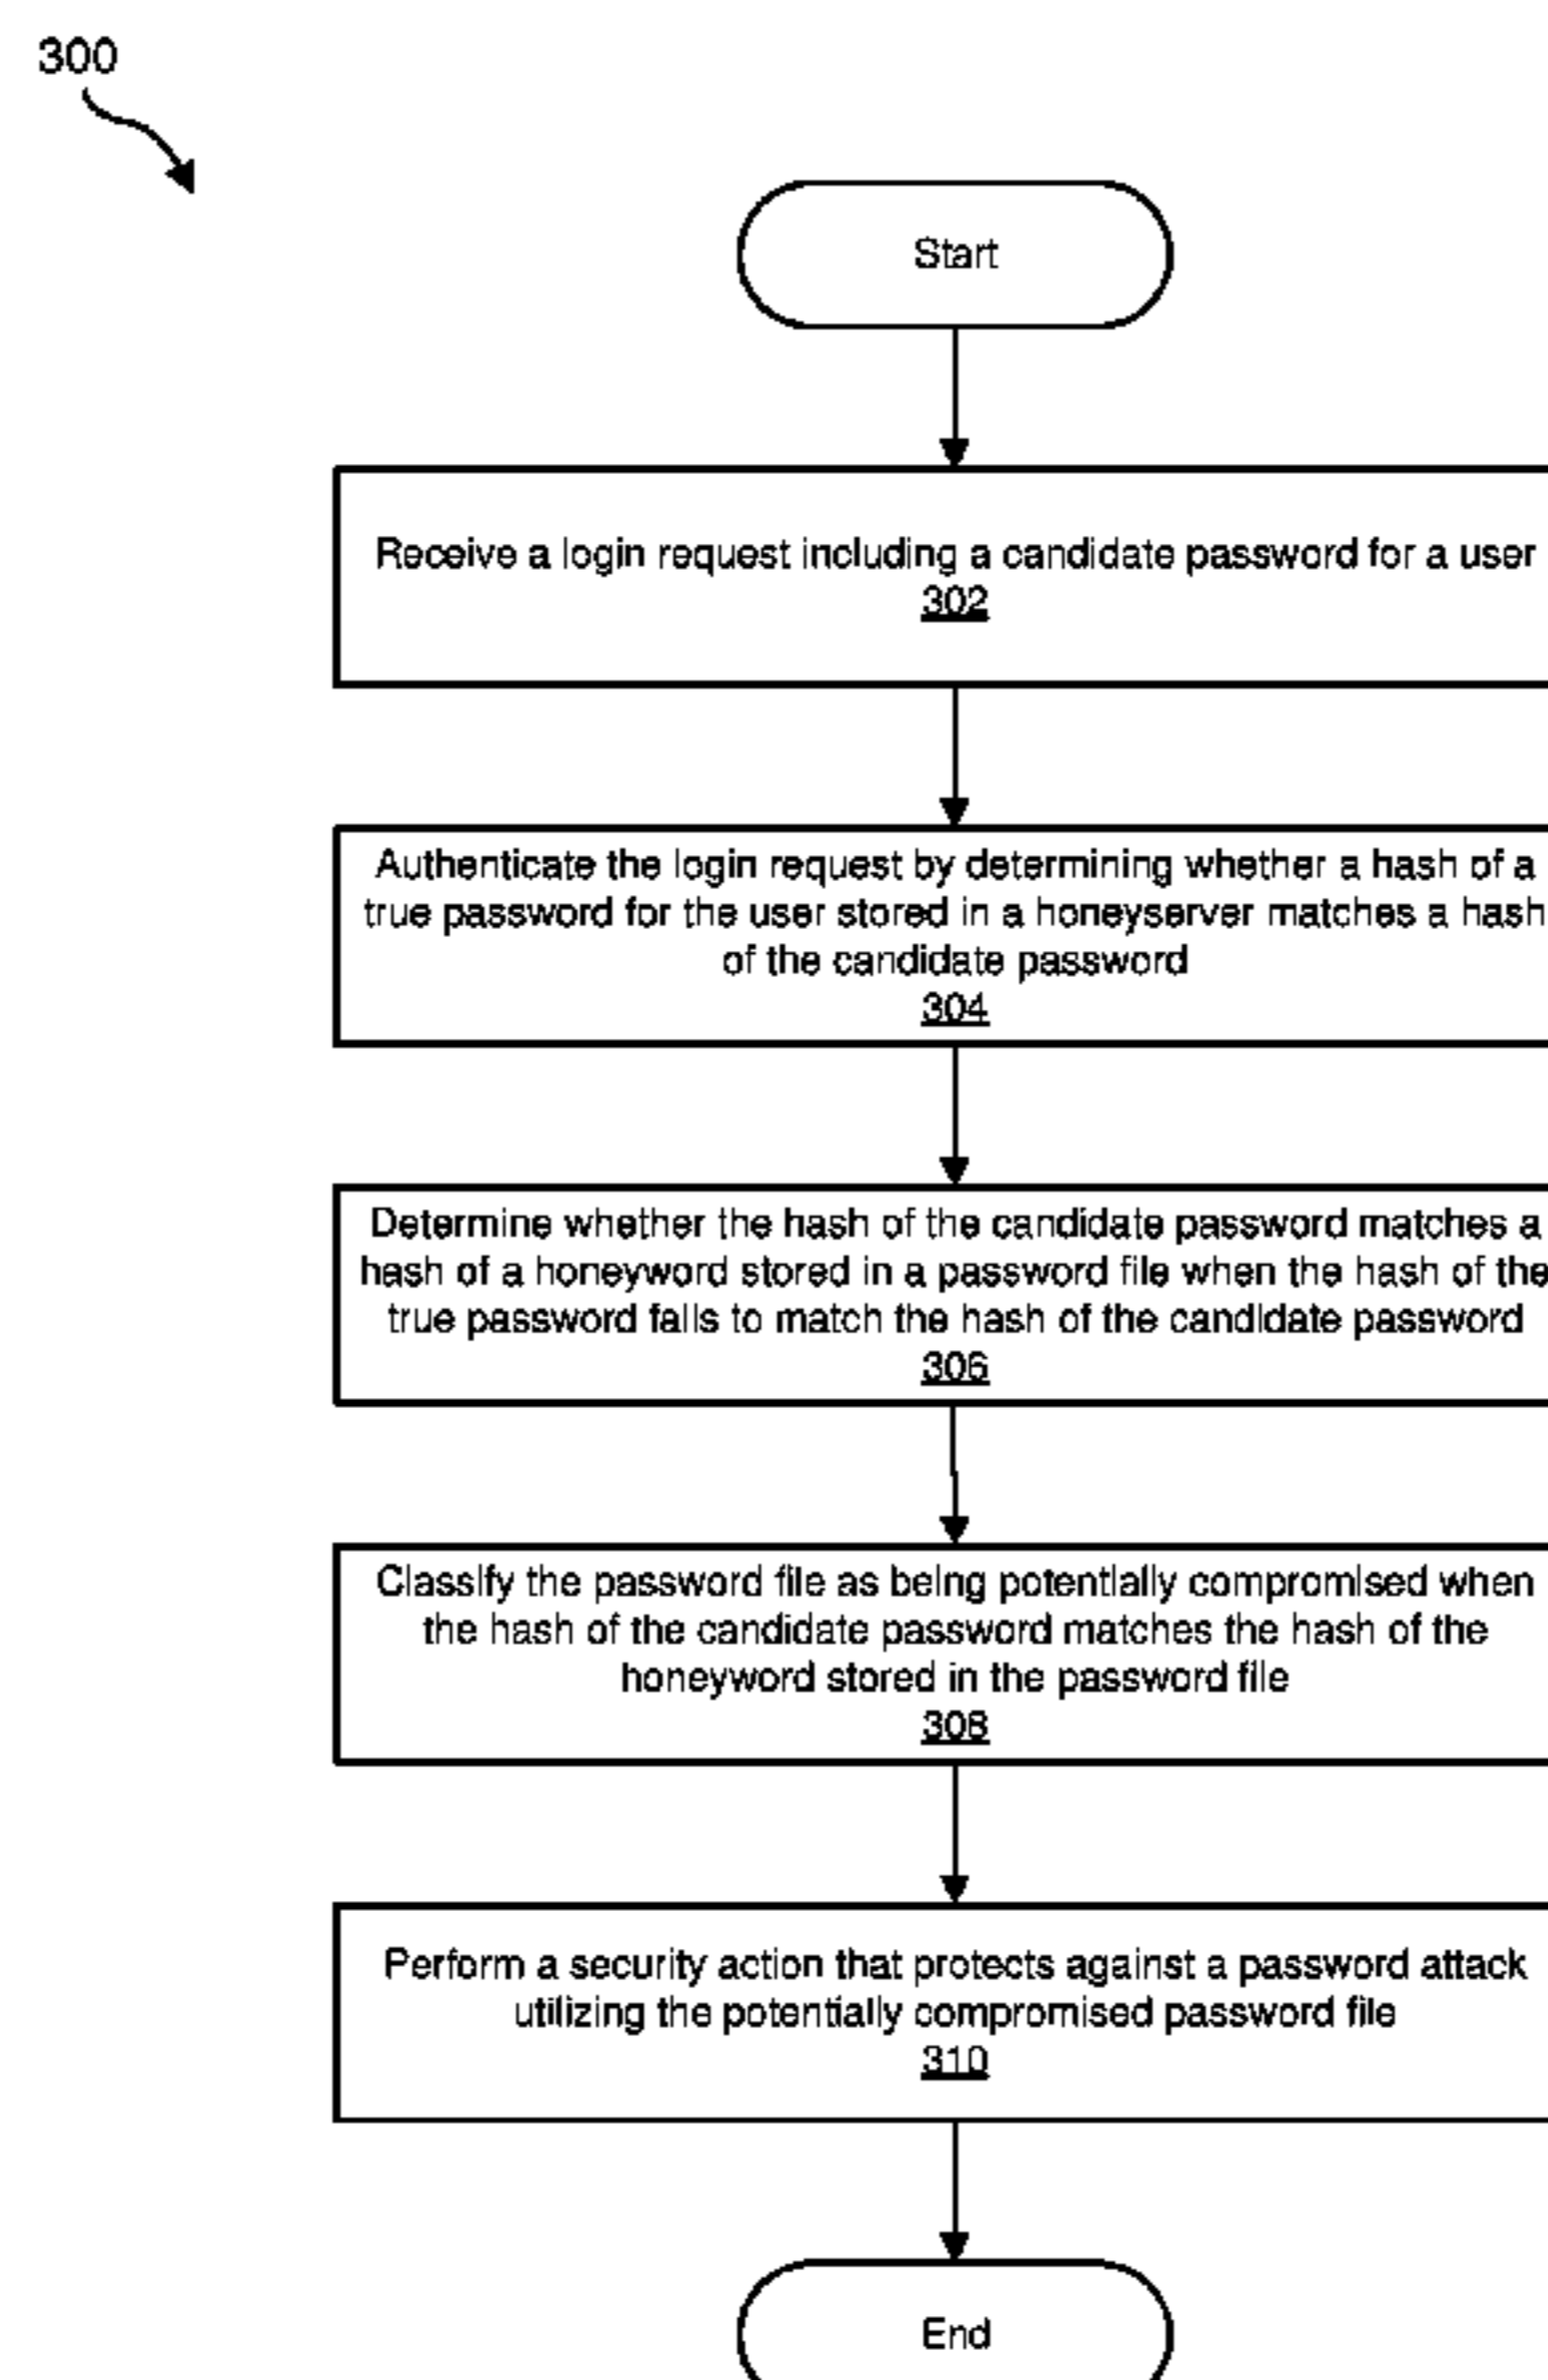 300
Start
Receive a login request including a candidate password for a user
302
Authenticate the login request by determining whether a hash of a
true password for the user stored in a honeyserver matches a hash
of the candidate password
304
Determine whether the hash of the candidate password matches a
hash of a honeyword stored in a password file when the hash of the
true password fails to match the hash of the candidate password
306
Classify the password file as being potentially compromised when
the hash of the candidate password matches the hash of the
honeyword stored in the password file
308
Perform a security action that protects against a password attack
utilizing the potentially compromised password file
310
End